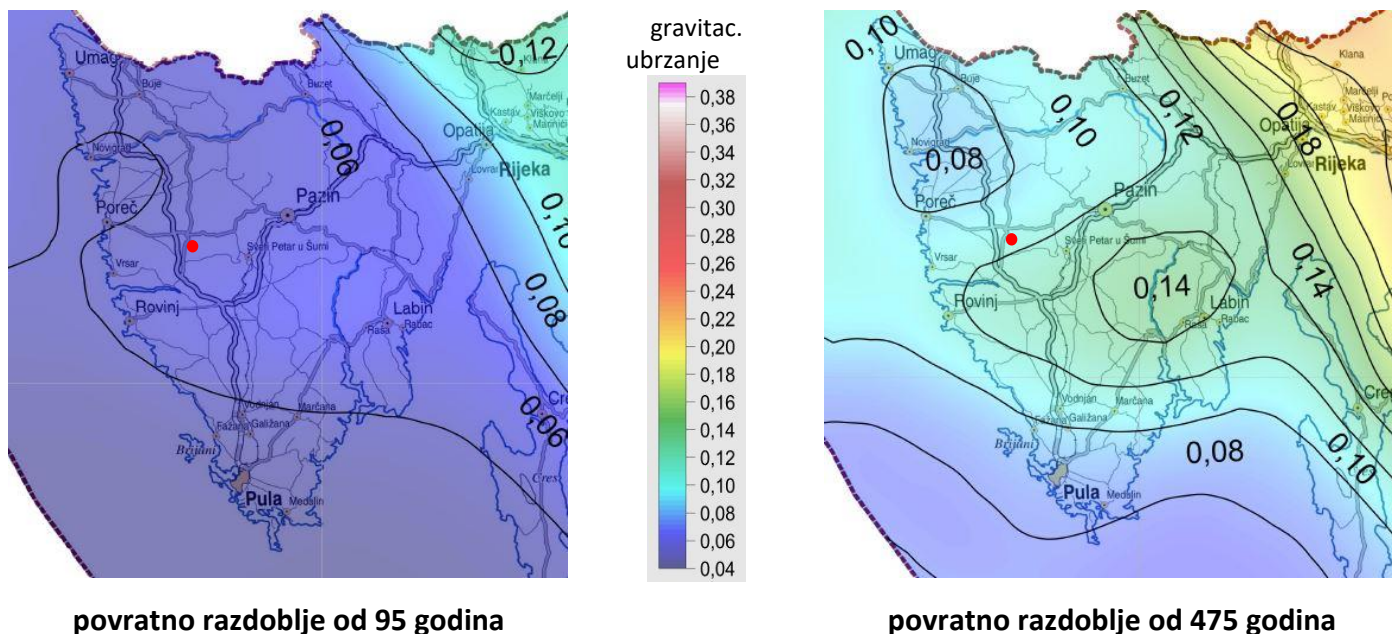 0,12
Klana
Umag
Buje
Buzet
Marčelji
Kastav
Viškovo
Marinići
Opatija
0,06
Novigrad
Rijeka
Lovran
Pazin
Poreč
0,10
Sveti Petar u Šumi
Vrsar
0,08
Rovinj
Labin
Raša
Rabac
Cres
0,06
Vodnjan
Marčana
Fažana
Galižana
Brijuni
Cres
Pula
Medulin
povratno razdoblje od 95 godina
gravitac.
ubrzanje
0,38
0,36
0,34
0,32
0,30
0,28
0,26
0,24
0,22
0,20
0,18
0,16
0,14
0,12
0,10
0,08
0,06
0,04
0,10
Klana
Umag
Buje
Buzet
0,10
0,12
Marčelji
Kastav
Viškovo
Marinići
Opatija
0,18
Novigrad
0,08
Rijeka
Lovran
Pazin
Poreč
Sveti Petar u Šumi
Vrsar
0,14
0,14
Rovinj
Labin
Raša
Rabac
Cres
Vodnjan
Marčana
Fažana
Galižana
Brijuni
0,08
0,10
Pula
Medulin
povratno razdoblje od 475 godina